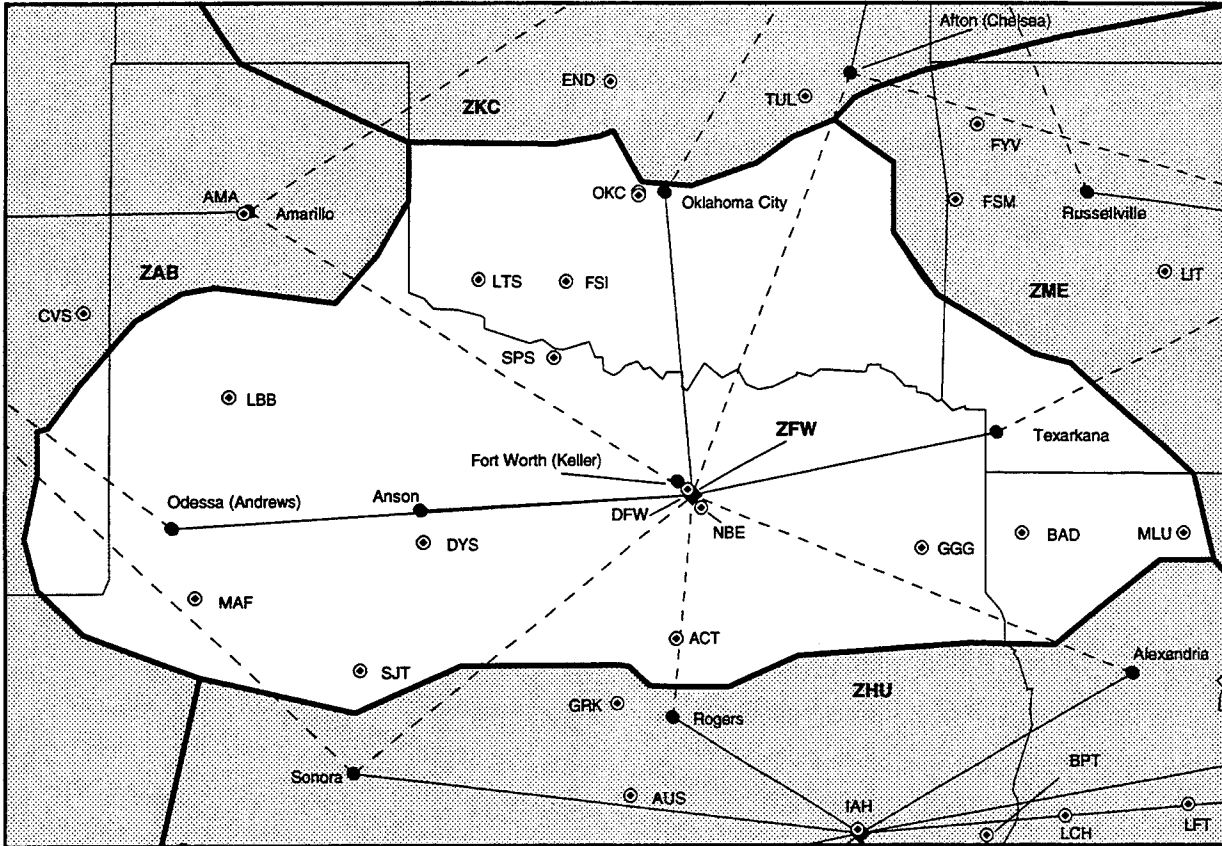 Afton (Chelsea)
END
ZKC
TUL
FYV
AMA
Amarillo
OKC
Oklahoma City
FSM
Russellville
ZAB
LTS
FSI
ZME
LIT
CVS
SPS
LBB
ZFW
Texarkana
Fort Worth (Keller)
Odessa (Andrews)
Anson
DFW
NBE
DYS
GGG
BAD
MLU
MAF
ACT
SJT
Alexandria
ZHU
GRK
Rogers
Sonora
BPT
AUS
IAH
LCH
LFT